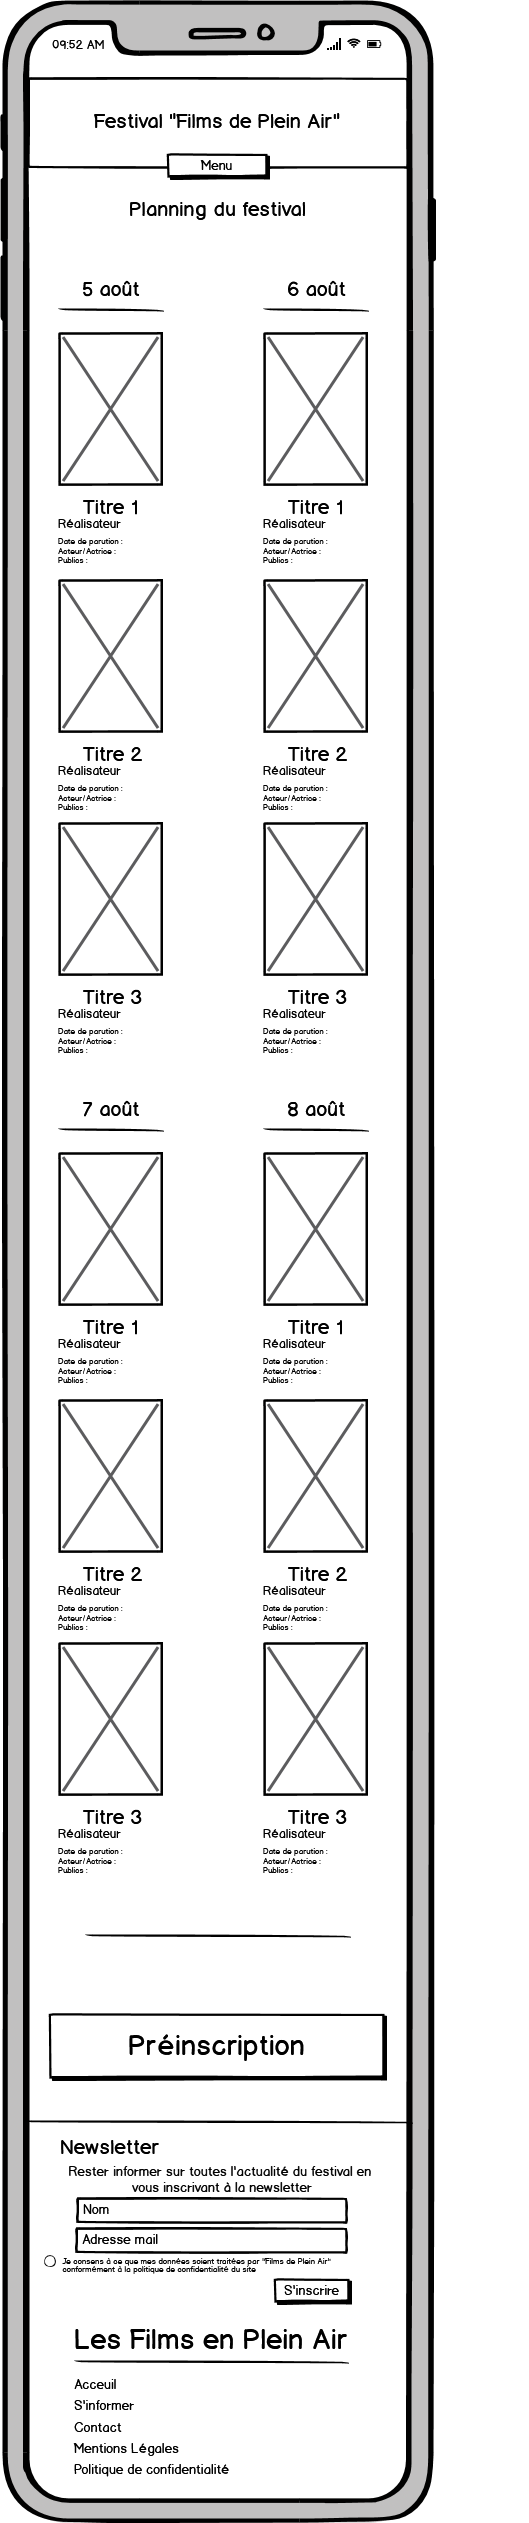 09:52 AM
Festival "Films de Plein Air"
Menu
Planning du festival
5 août
6 août
Titre 1
Réalisateur
Date de parution :
Acteur/Actrice :
Publics :
Titre 1
Réalisateur
Date de parution :
Acteur/Actrice :
Publics :
Titre 2
Réalisateur
Date de parution :
Acteur/Actrice :
Publics :
Titre 2
Réalisateur
Date de parution :
Acteur/Actrice :
Publics :
Titre 3
Réalisateur
Date de parution :
Acteur/Actrice :
Publics :
Titre 3
Réalisateur
Date de parution :
Acteur/Actrice :
Publics :
7 août
8 août
Titre 1
Réalisateur
Date de parution :
Acteur/Actrice :
Publics :
Titre 1
Réalisateur
Date de parution :
Acteur/Actrice :
Publics :
Titre 2
Réalisateur
Date de parution :
Acteur/Actrice :
Publics :
Titre 2
Réalisateur
Date de parution :
Acteur/Actrice :
Publics :
Titre 3
Réalisateur
Date de parution :
Acteur/Actrice :
Publics :
Titre 3
Réalisateur
Date de parution :
Acteur/Actrice :
Publics :
Préinscription
Newsletter
Rester informer sur toutes l'actualité du festival en
vous inscrivant à la newsletter
Nom
Adresse mail
Je consens à ce que mes données soient traitées par "Films de Plein Air"
conformément à la politique de confidentialité du site
S'inscrire
Les Films en Plein Air
Acceuil
S'informer
Contact
Mentions Légales
Politique de confidentialité